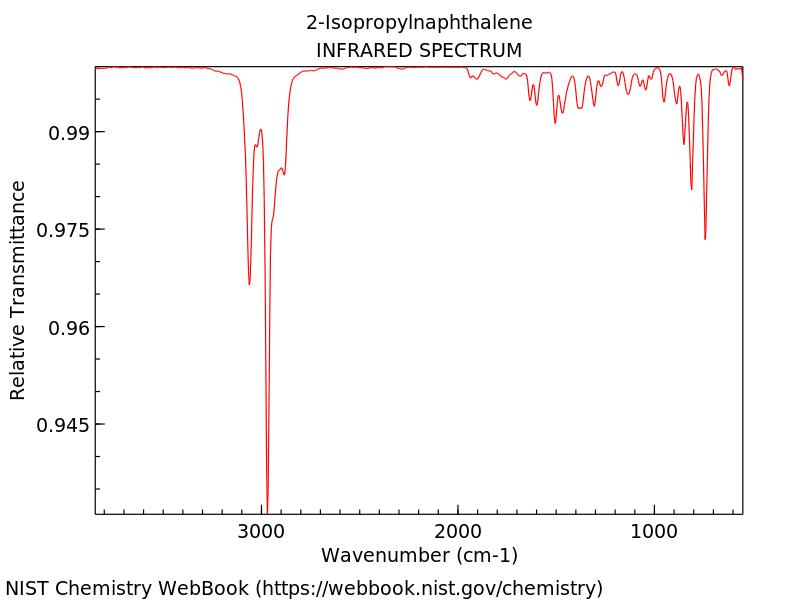 2-Isopropylnaphthalene
INFRARED SPECTRUM
Relative Transmittance
0.99
0.975
0.96
0.945
3000 2000 1000
Wavenumber (cm-1)
NIST Chemistry WebBook (https://webbook.nist.gov/chemistry)